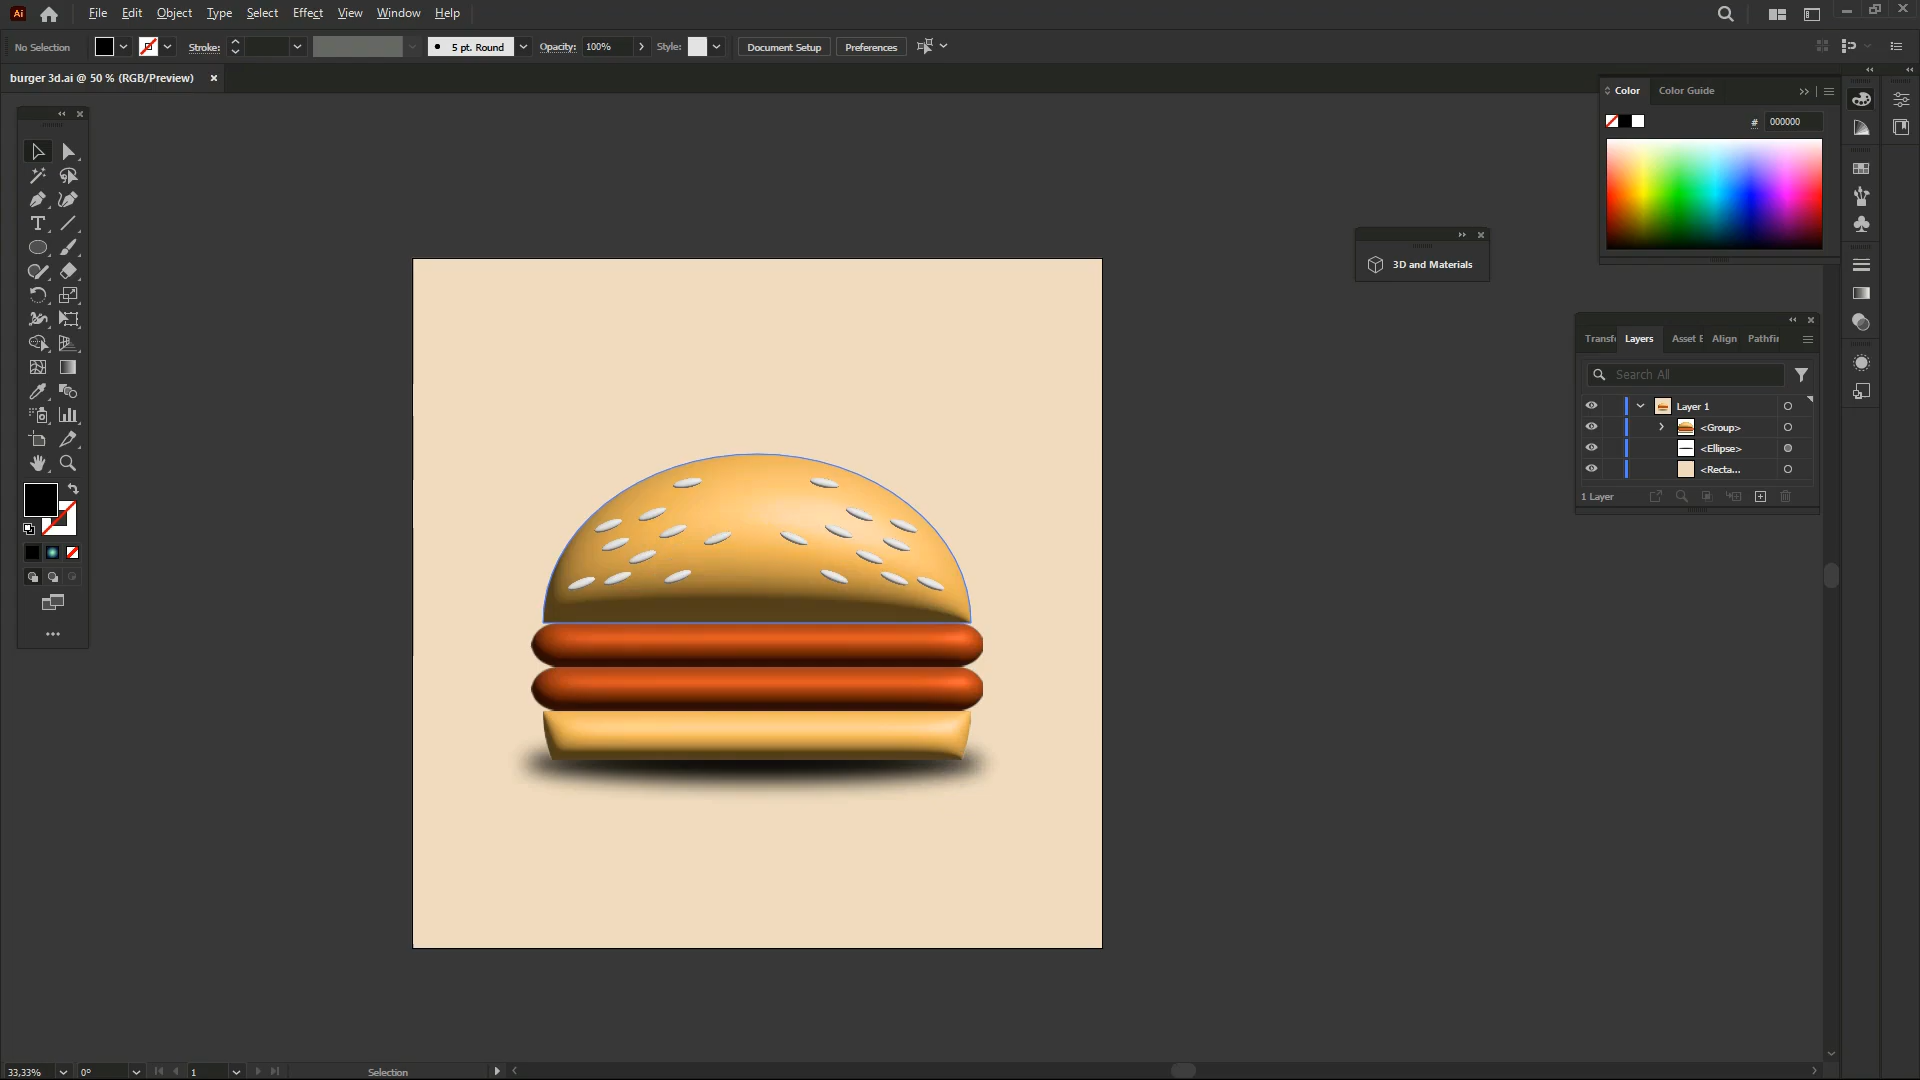 Ai File Edit Object Type Select Effect View Window Help
No Selection Stroke: 5 pt. Round Opacity: 100% Style: Document Setup Preferences
burger 3d.ai @ 50 % (RGB/Preview) ×
Color Color Guide
# 000000
3D and Materials
Transfo Layers Asset E Align Pathfin
Search All
Layer 1
<Group>
<Ellipse>
<Recta...
1 Layer
33,33% 0° 1 Selection